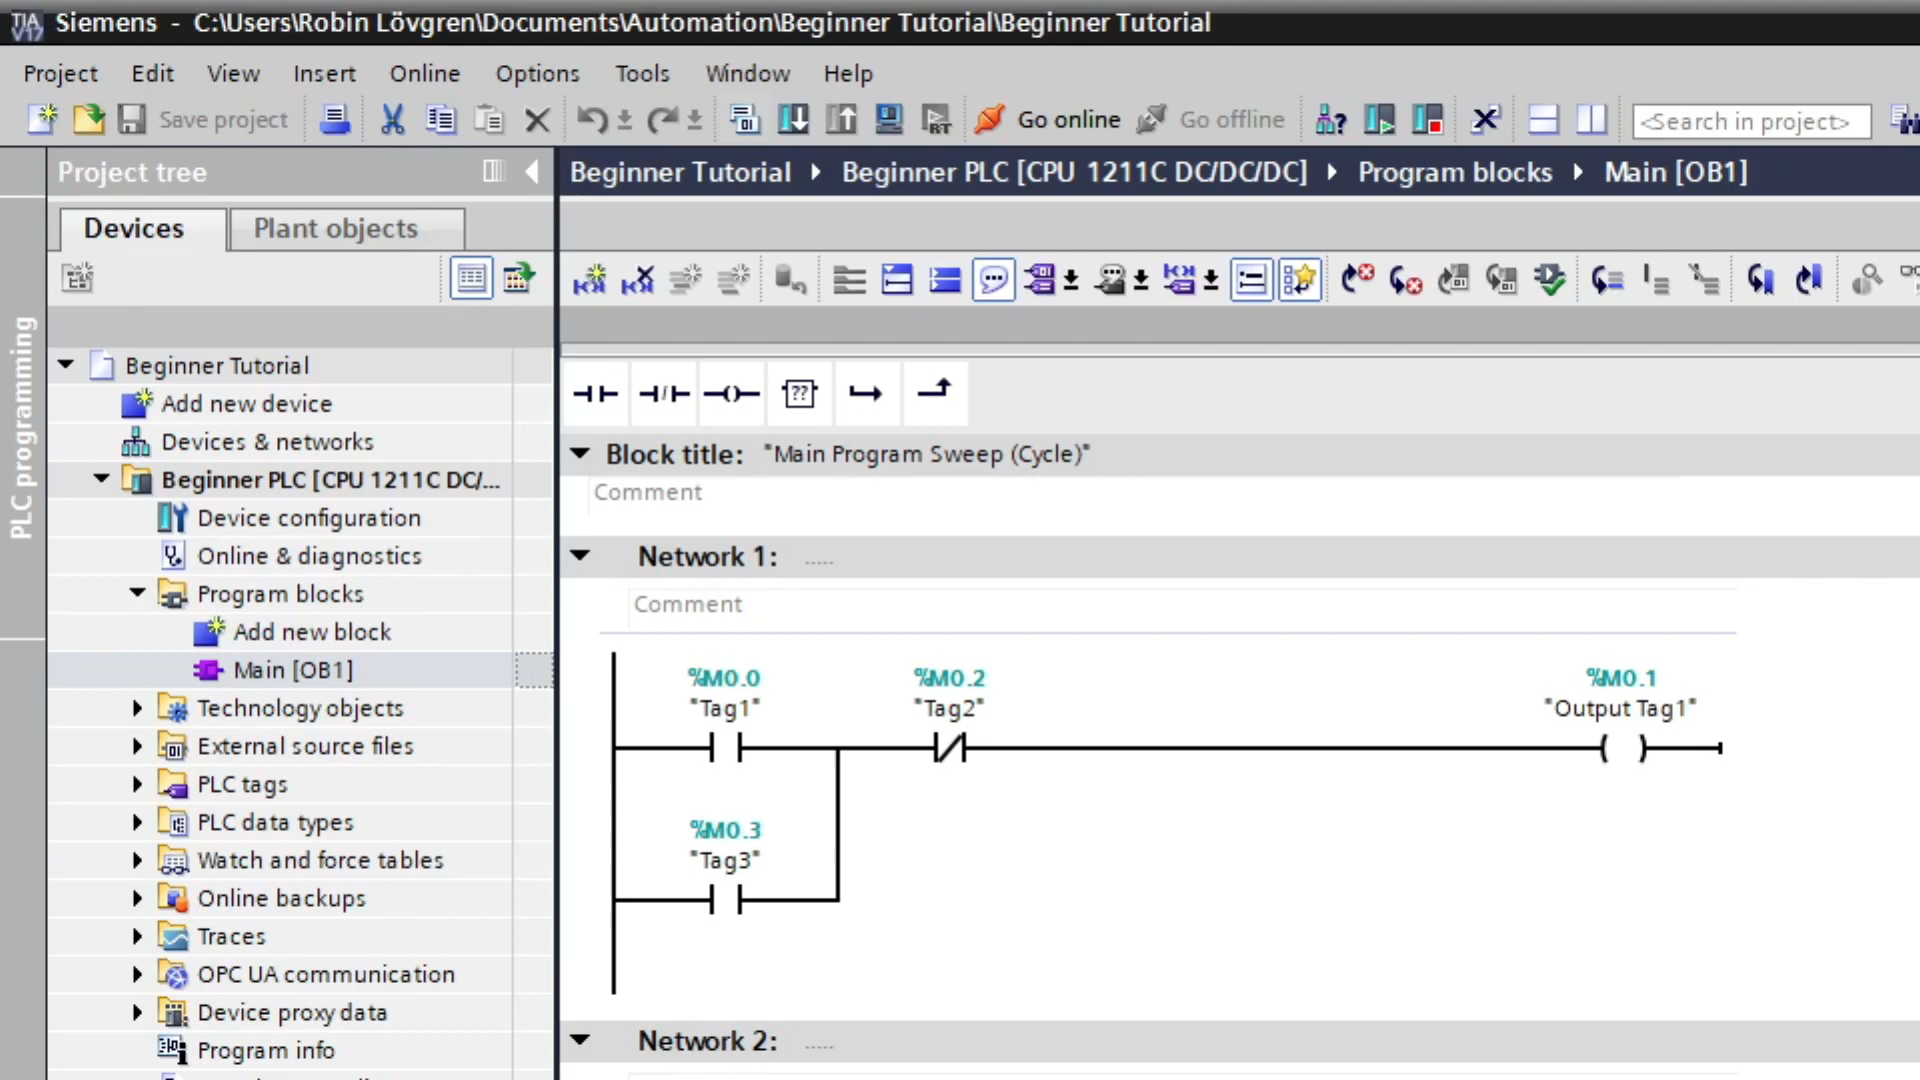 TIA V17 Siemens - C:\Users\Robin Lövgren\Documents\Automation\Beginner Tutorial\Beginner Tutorial
Project Edit View Insert Online Options Tools Window Help
Save project Go online Go offline <Search in project>
Project tree
Beginner Tutorial Beginner PLC [CPU 1211C DC/DC/DC] Program blocks Main [OB1]
Devices Plant objects
PLC programming
Beginner Tutorial
Add new device
Devices & networks
Beginner PLC [CPU 1211C DC/...
Device configuration
Online & diagnostics
Program blocks
Add new block
Main [OB1]
Technology objects
External source files
PLC tags
PLC data types
Watch and force tables
Online backups
Traces
OPC UA communication
Device proxy data
Program info
??
Block title: "Main Program Sweep (Cycle)"
Comment
Network 1: .....
Comment
%M0.0 %M0.2 %M0.1
"Tag1" "Tag2" "Output Tag1"
%M0.3
"Tag3"
Network 2: .....